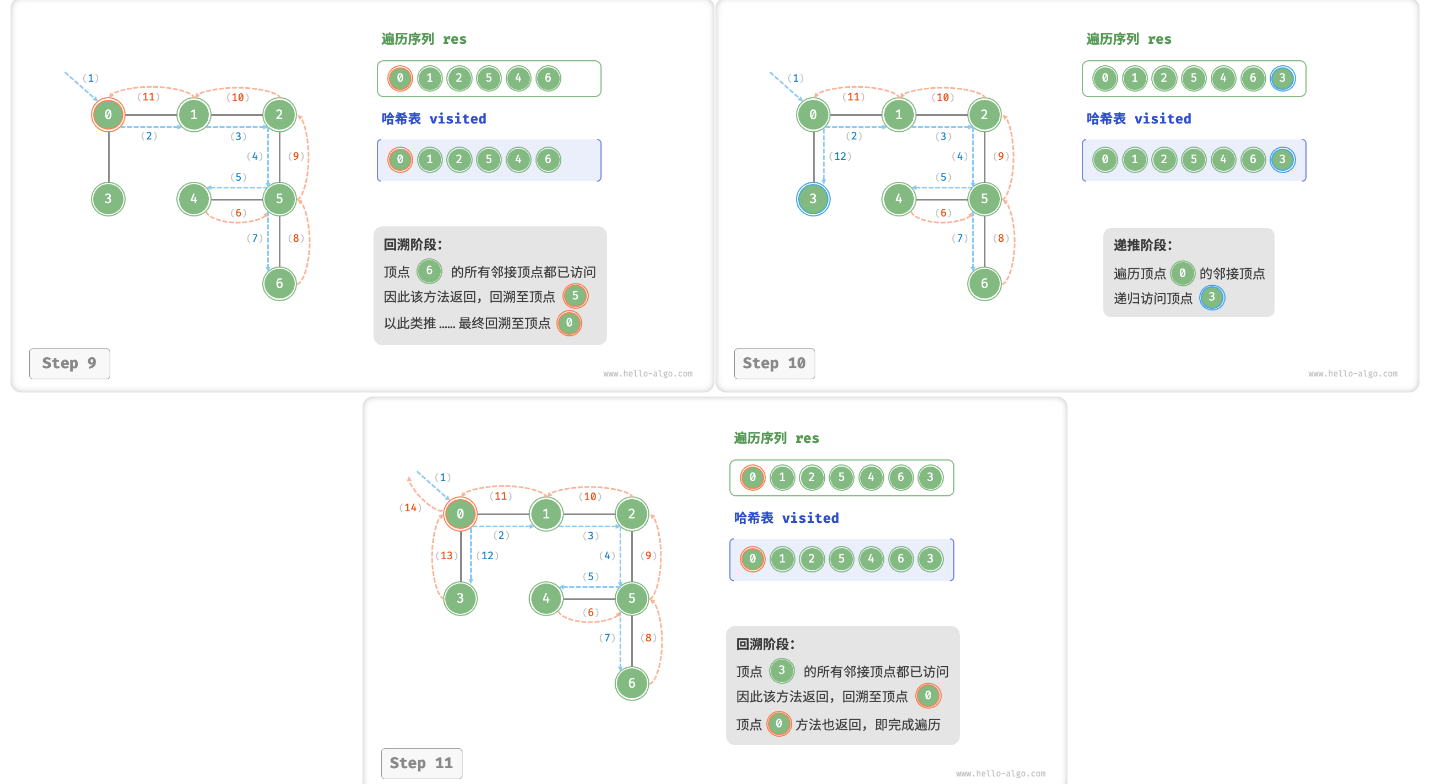 遍历序列 res
0 1 2 5 4 6
哈希表 visited
0 1 2 5 4 6
(1)
(11) (10)
0 1 2
(2) (3)
(4) (9)
(5)
3 4 5
(6)
(7) (8)
6
回溯阶段:
顶点 6 的所有邻接顶点都已访问
因此该方法返回，回溯至顶点 5
以此类推 …… 最终回溯至顶点 0
Step 9
www.hello-algo.com
遍历序列 res
0 1 2 5 4 6 3
哈希表 visited
0 1 2 5 4 6 3
(1)
(11) (10)
0 1 2
(2) (3)
(12) (4) (9)
(5)
3 4 5
(6)
(7) (8)
6
递推阶段:
遍历顶点 0 的邻接顶点
递归访问顶点 3
Step 10
www.hello-algo.com
遍历序列 res
0 1 2 5 4 6 3
哈希表 visited
0 1 2 5 4 6 3
(1)
(11) (10)
(14)
0 1 2
(2) (3)
(13) (12) (4) (9)
(5)
3 4 5
(6)
(7) (8)
6
回溯阶段:
顶点 3 的所有邻接顶点都已访问
因此该方法返回，回溯至顶点 0
顶点 0 方法也返回，即完成遍历
Step 11
www.hello-algo.com